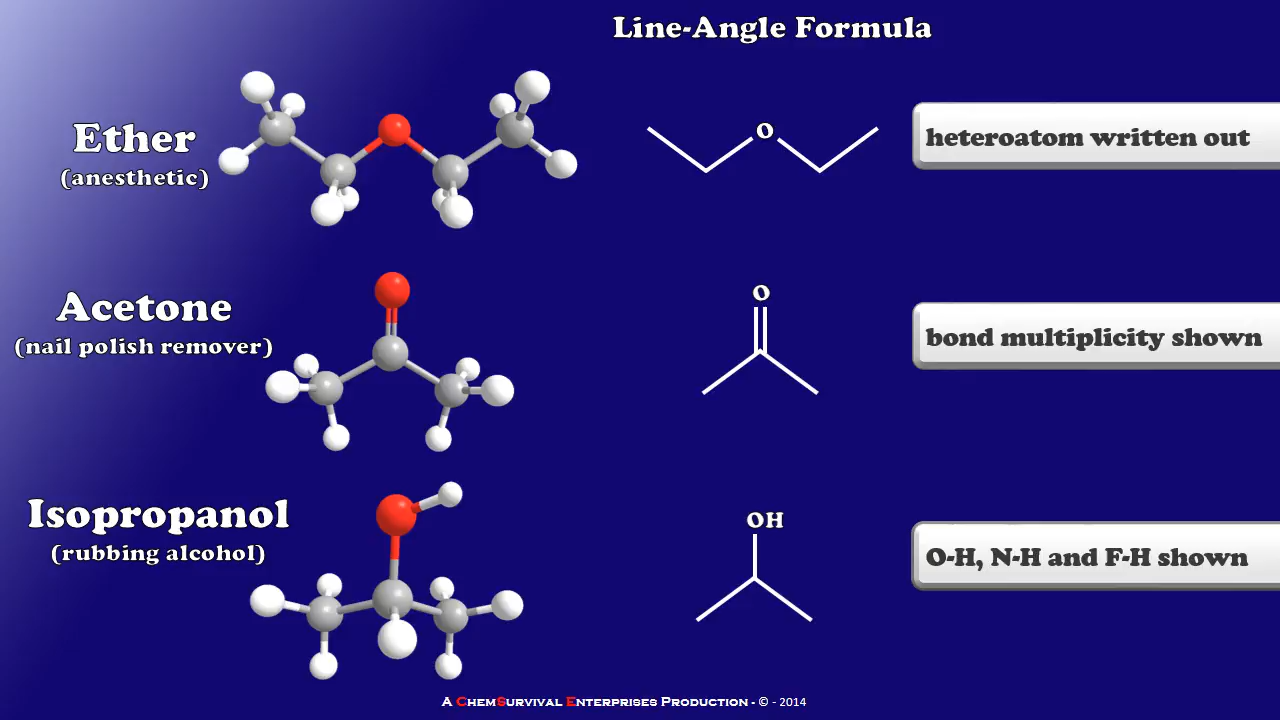 Line-Angle Formula
Ether
(anesthetic)
O
heteroatom written out
Acetone
(nail polish remover)
O
bond multiplicity shown
Isopropanol
(rubbing alcohol)
OH
O-H, N-H and F-H shown
A ChemSurvival Enterprises Production - © - 2014